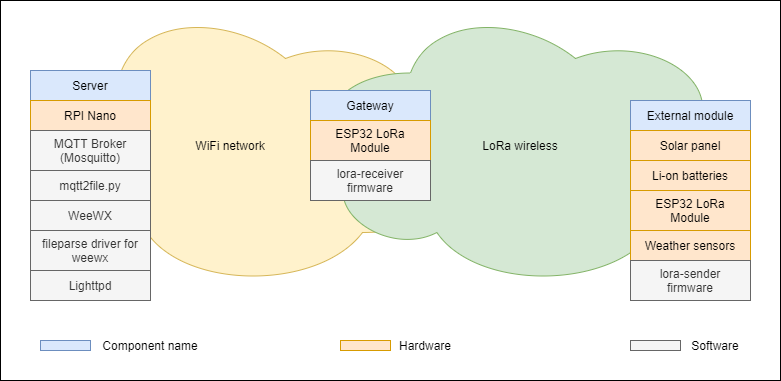 Server
RPI Nano
MQTT Broker
(Mosquitto)
mqtt2file.py
WeeWX
fileparse driver for
weewx
Lighttpd
WiFi network
Gateway
ESP32 LoRa
Module
lora-receiver
firmware
LoRa wireless
External module
Solar panel
Li-on batteries
ESP32 LoRa
Module
Weather sensors
lora-sender
firmware
Component name
Hardware
Software